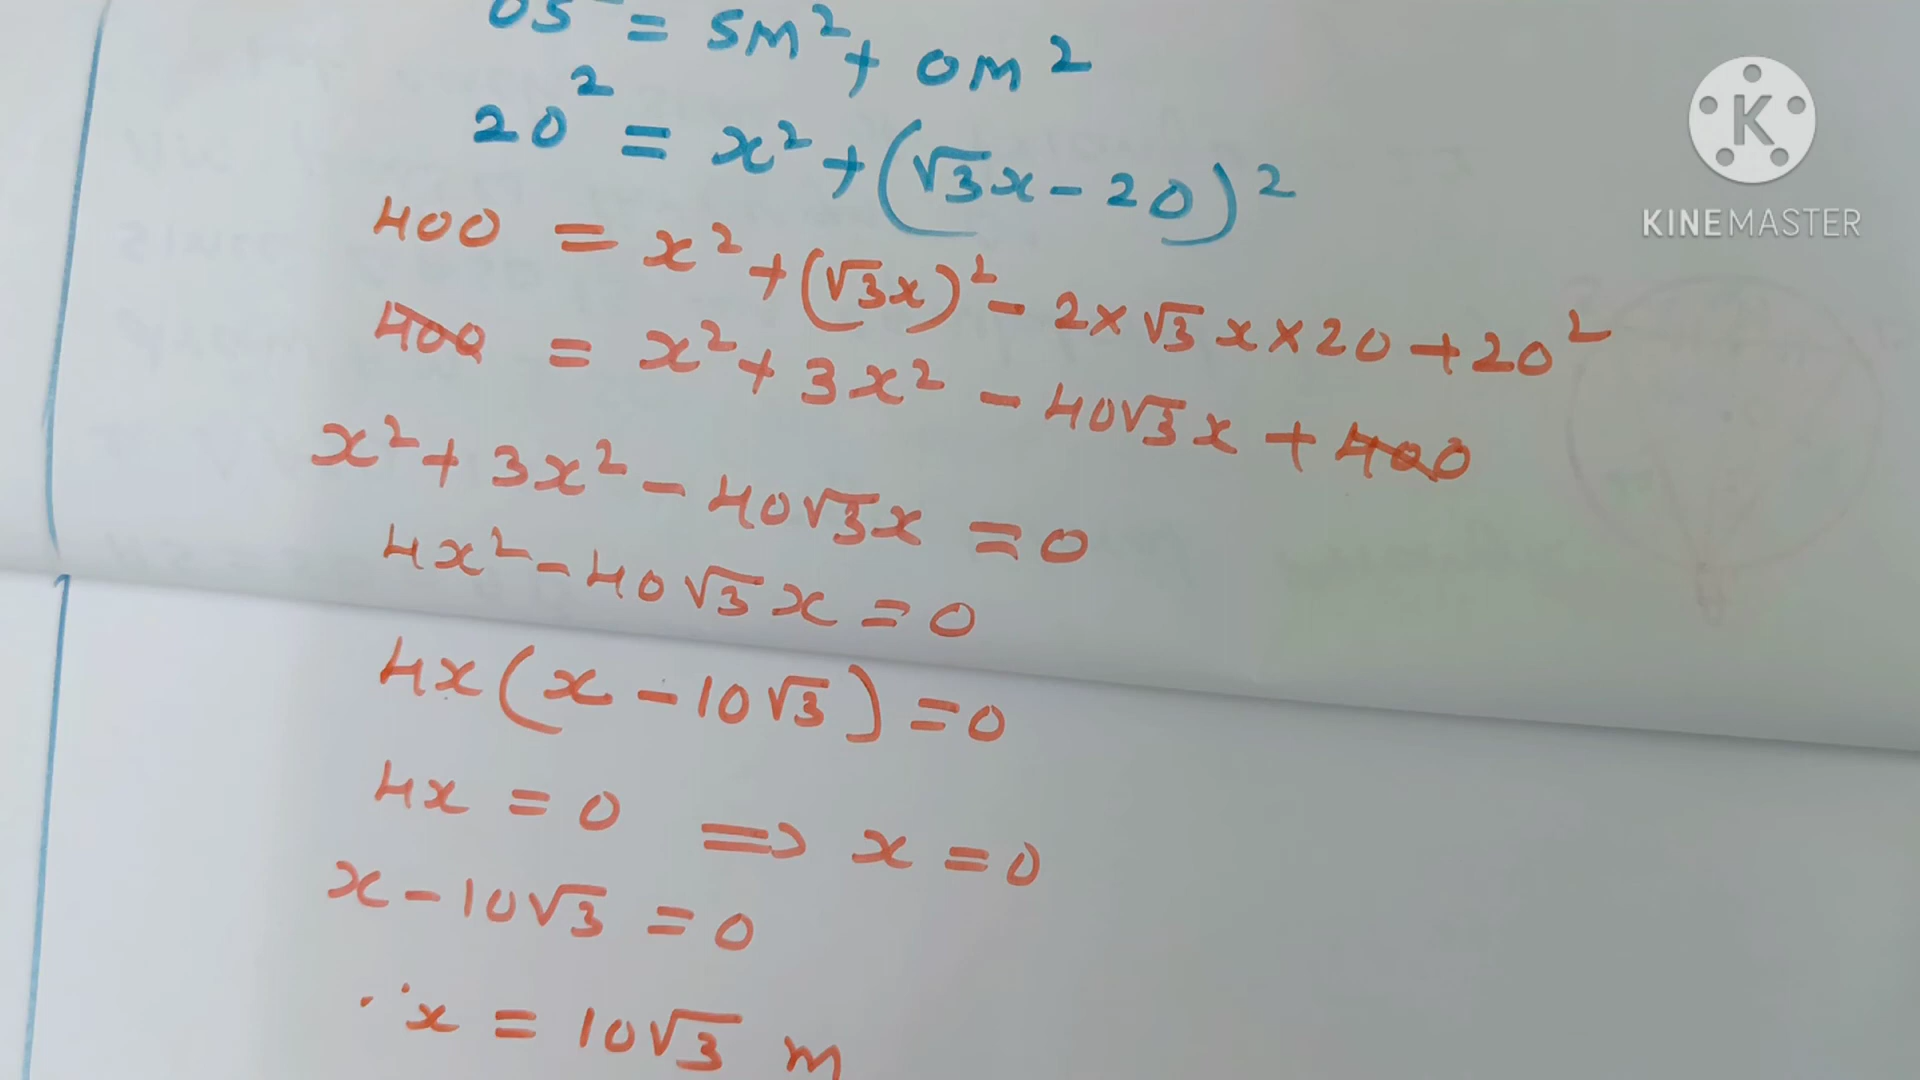 OS² = SM² + OM²
20² = x² + (√3x - 20)²
400 = x² + (√3x)² - 2×√3x×20 + 20²
400 = x² + 3x² - 40√3x + 400
x² + 3x² - 40√3x = 0
4x² - 40√3x = 0
4x(x - 10√3) = 0
4x = 0 ⇒ x = 0
x - 10√3 = 0
∴ x = 10√3 m
K
KINEMASTER